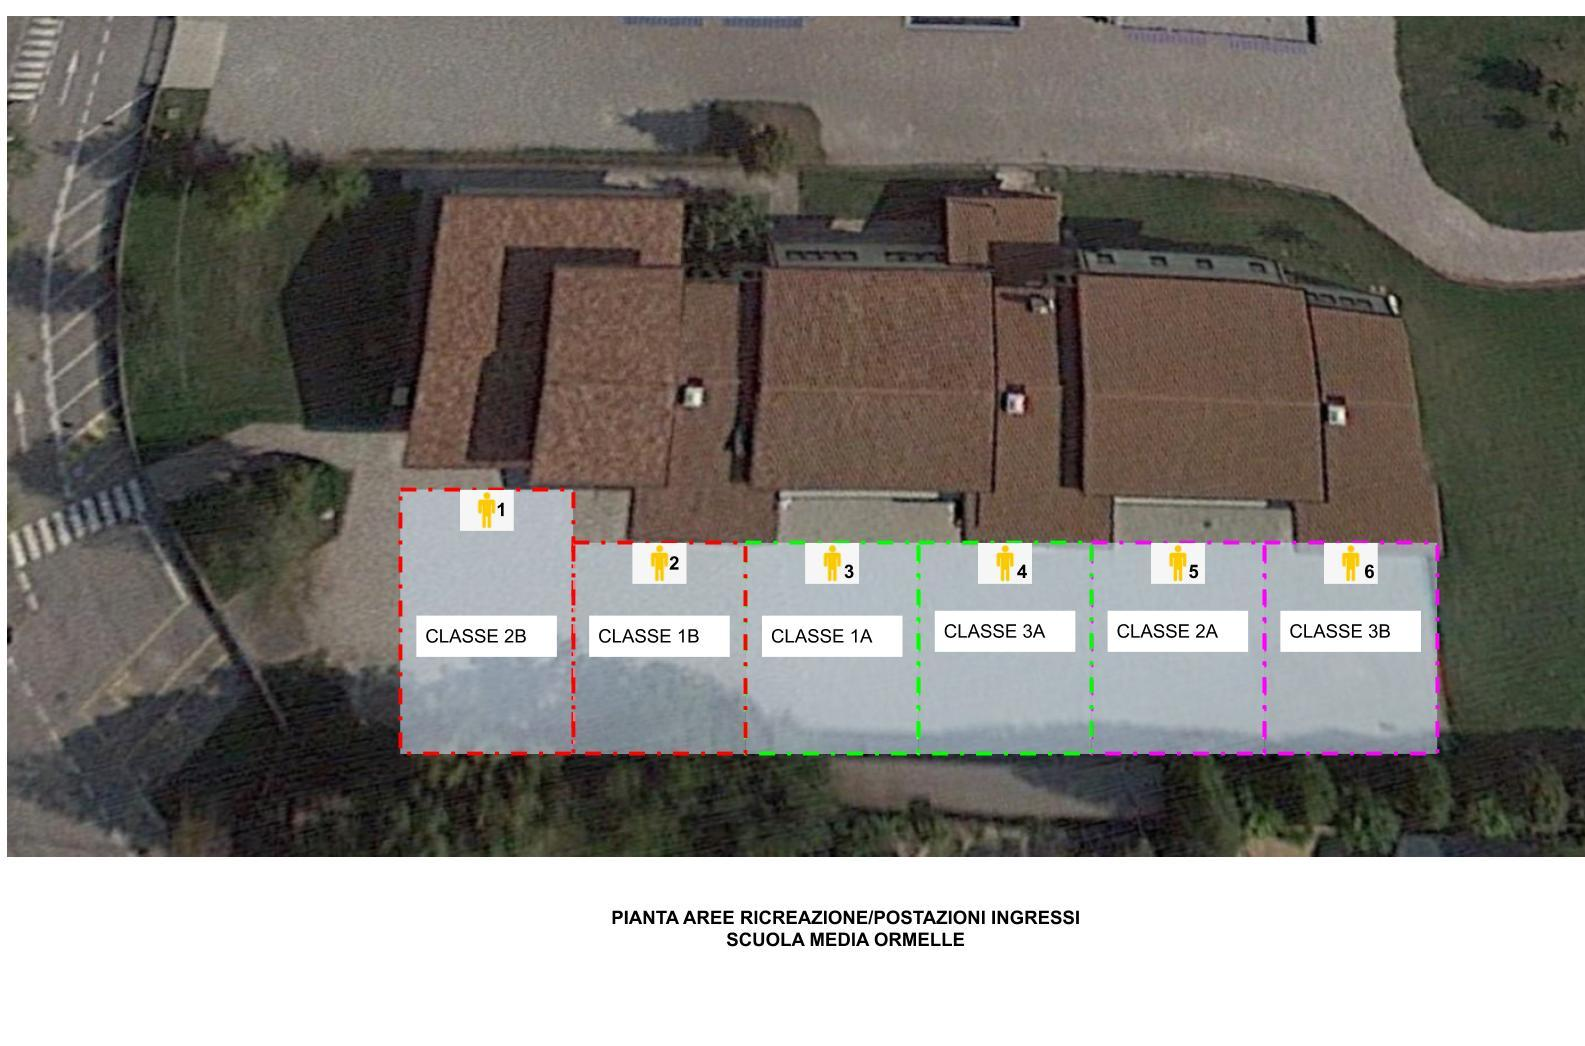 1
2
3
4
5
6
CLASSE 2B
CLASSE 1B
CLASSE 1A
CLASSE 3A
CLASSE 2A
CLASSE 3B
PIANTA AREE RICREAZIONE/POSTAZIONI INGRESSI
SCUOLA MEDIA ORMELLE